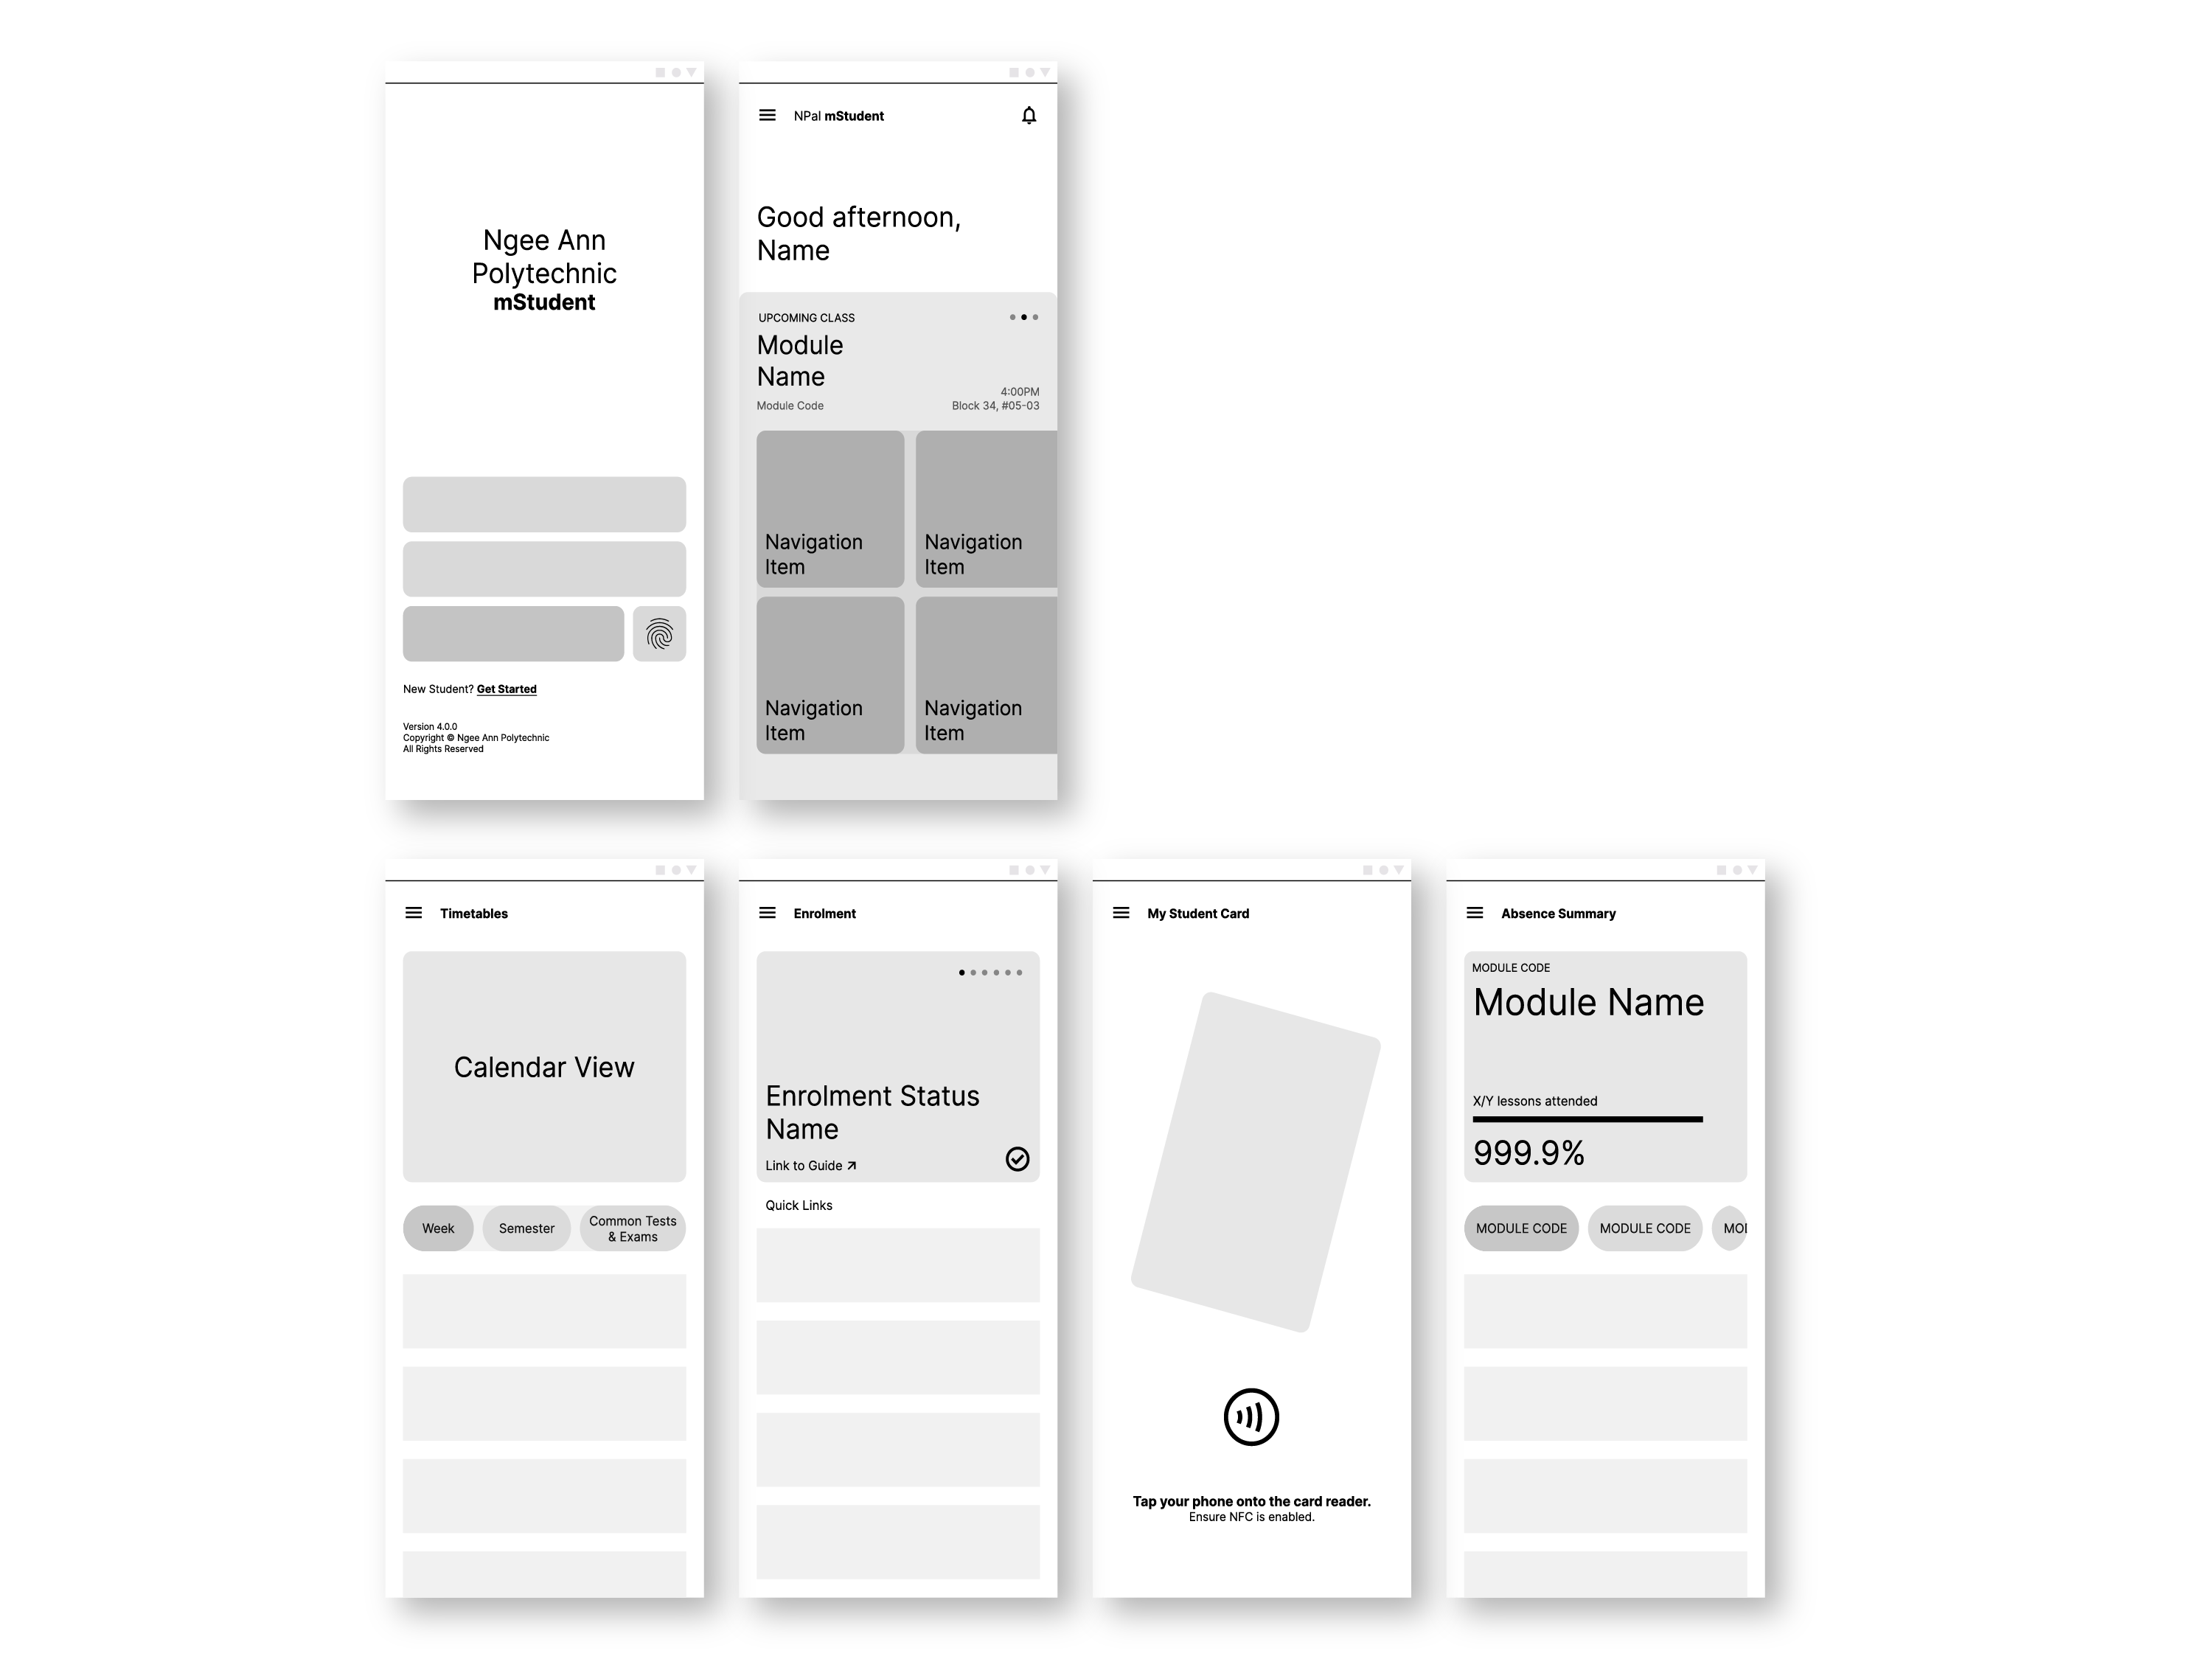 Ngee Ann
Polytechnic
mStudent
New Student? Get Started
Version 4.0.0
Copyright © Ngee Ann Polytechnic
All Rights Reserved
NPal mStudent
Good afternoon,
Name
UPCOMING CLASS
Module
Name
4:00PM
Module Code
Block 34, #05-03
Navigation
Item
Navigation
Item
Navigation
Item
Navigation
Item
Timetables
Calendar View
Week
Semester
Common Tests
& Exams
Enrolment
Enrolment Status
Name
Link to Guide
Quick Links
My Student Card
Tap your phone onto the card reader.
Ensure NFC is enabled.
Absence Summary
MODULE CODE
Module Name
X/Y lessons attended
999.9%
MODULE CODE
MODULE CODE